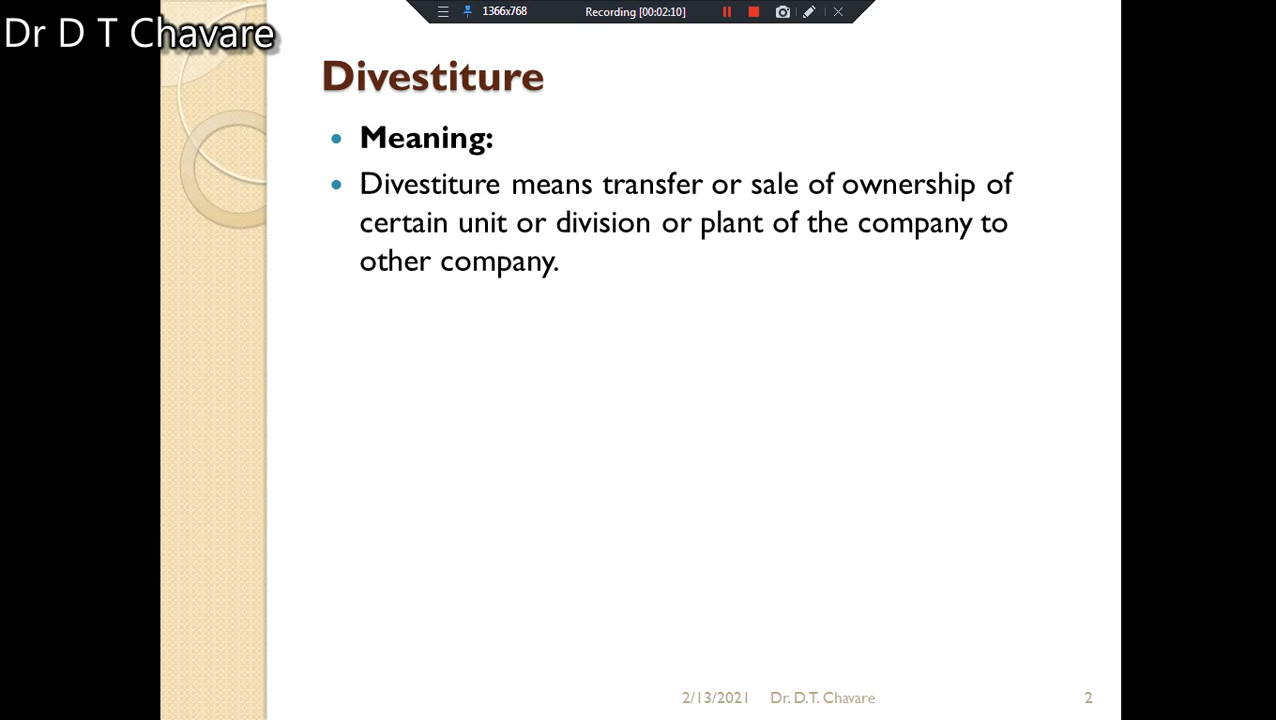 1366x768 Recording [00:02:10]
Dr D T Chavare
Divestiture
• Meaning:
• Divestiture means transfer or sale of ownership of
certain unit or division or plant of the company to
other company.
2/13/2021 Dr. D.T. Chavare 2